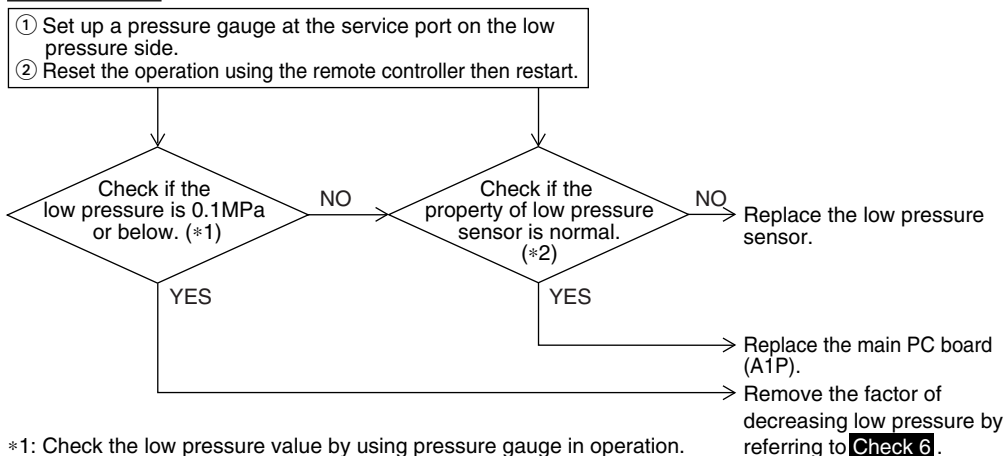 ① Set up a pressure gauge at the service port on the low
pressure side.
② Reset the operation using the remote controller then restart.
Check if the
low pressure is 0.1MPa
or below. (*1)
NO
YES
Check if the
property of low pressure
sensor is normal.
(*2)
NO
YES
Replace the low pressure
sensor.
Replace the main PC board
(A1P).
Remove the factor of
decreasing low pressure by
referring to Check 6 .
*1: Check the low pressure value by using pressure gauge in operation.